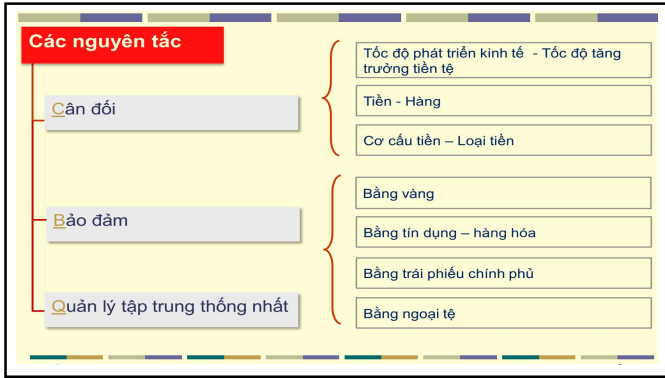 Các nguyên tắc
Cân đối
Tốc độ phát triển kinh tế - Tốc độ tăng
trưởng tiền tệ
Tiền - Hàng
Cơ cấu tiền – Loại tiền
Bảo đảm
Bằng vàng
Bằng tín dụng – hàng hóa
Bằng trái phiếu chính phủ
Bằng ngoại tệ
Quản lý tập trung thống nhất